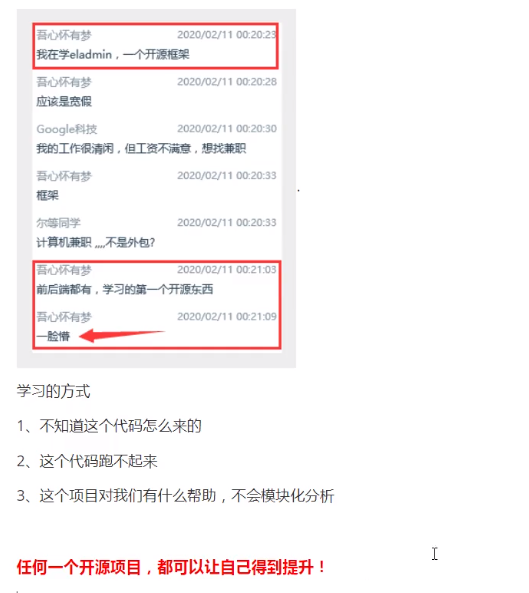 吾心怀有梦 2020/02/11 00:20:23
我在学eladmin，一个开源框架
吾心怀有梦 2020/02/11 00:20:28
应该是宽假
Google科技 2020/02/11 00:20:30
我的工作很清闲，但工资不满意，想找兼职
吾心怀有梦 2020/02/11 00:20:33
框架
尔等同学 2020/02/11 00:20:33
计算机兼职 ,,,,不是外包?
吾心怀有梦 2020/02/11 00:21:03
前后端都有，学习的第一个开源东西
吾心怀有梦 2020/02/11 00:21:09
一脸懵
学习的方式
1、不知道这个代码怎么来的
2、这个代码跑不起来
3、这个项目对我们有什么帮助，不会模块化分析
任何一个开源项目，都可以让自己得到提升！